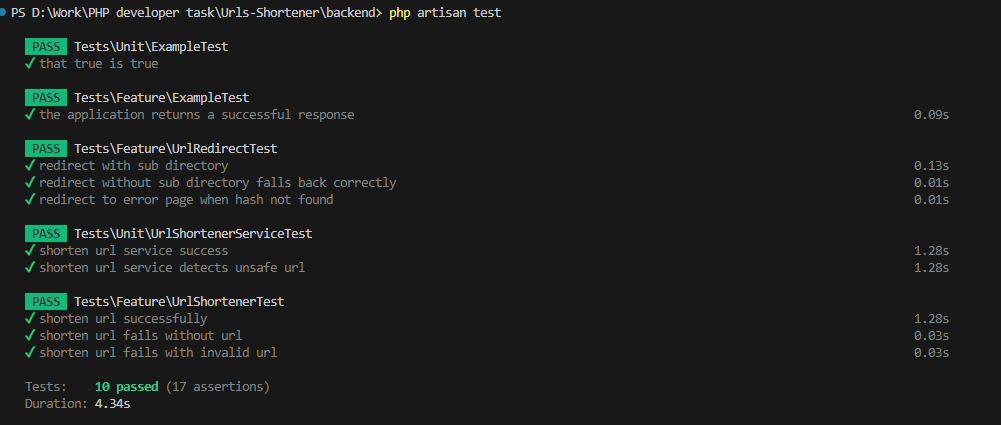 PS D:\Work\PHP developer task\Urls-Shortener\backend> php artisan test
PASS Tests\Unit\ExampleTest
✓ that true is true
PASS Tests\Feature\ExampleTest
✓ the application returns a successful response 0.09s
PASS Tests\Feature\UrlRedirectTest
✓ redirect with sub directory 0.13s
✓ redirect without sub directory falls back correctly 0.01s
✓ redirect to error page when hash not found 0.01s
PASS Tests\Unit\UrlShortenerServiceTest
✓ shorten url service success 1.28s
✓ shorten url service detects unsafe url 1.28s
PASS Tests\Feature\UrlShortenerTest
✓ shorten url successfully 1.28s
✓ shorten url fails without url 0.03s
✓ shorten url fails with invalid url 0.03s
Tests: 10 passed (17 assertions)
Duration: 4.34s